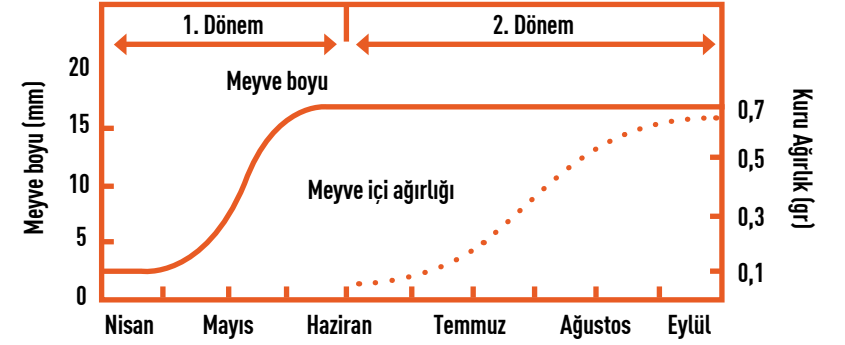 1. Dönem
2. Dönem
Meyve boyu (mm)
20
15
10
5
0
Meyve boyu
Meyve içi ağırlığı
0,7
0,5
0,3
0,1
Kuru Ağırlık (gr)
Nisan Mayıs Haziran Temmuz Ağustos Eylül